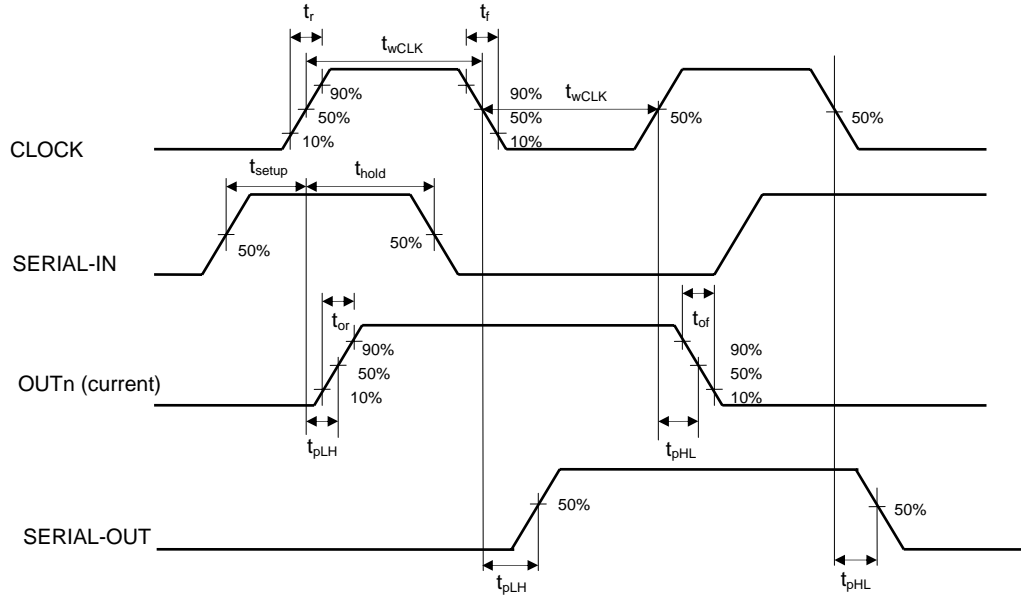 tr
tf
twCLK
90%
50%
10%
90%
50%
10%
twCLK
50%
50%
CLOCK
tsetup
thold
50%
50%
SERIAL-IN
tor
tof
90%
50%
10%
90%
50%
10%
OUTn (current)
tpLH
tpHL
50%
50%
SERIAL-OUT
tpLH
tpHL